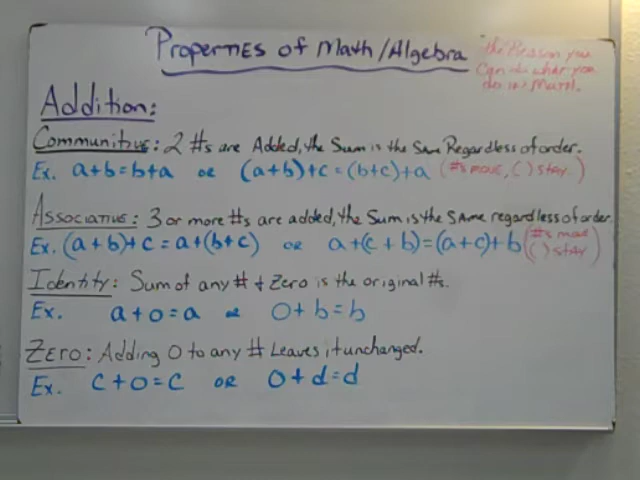 Properties of Math/Algebra
the Reason you
Can do what you
do in Math.
Addition:
Communitive: 2 #s are Added, the Sum is the Same Regardless of order.
Ex. a+b=b+a or (a+b)+c=(b+c)+a (#s move, ( ) stay)
Associative: 3 or more #s are added, the Sum is the SAME regardless of order.
Ex. (a+b)+c=a+(b+c) or a+(c+b)=(a+c)+b (#s move ( ) stay)
Identity: Sum of any # & Zero is the original #s.
Ex. a+0=a or 0+b=b
Zero: Adding 0 to any # Leaves it unchanged.
Ex. c+0=c or 0+d=d